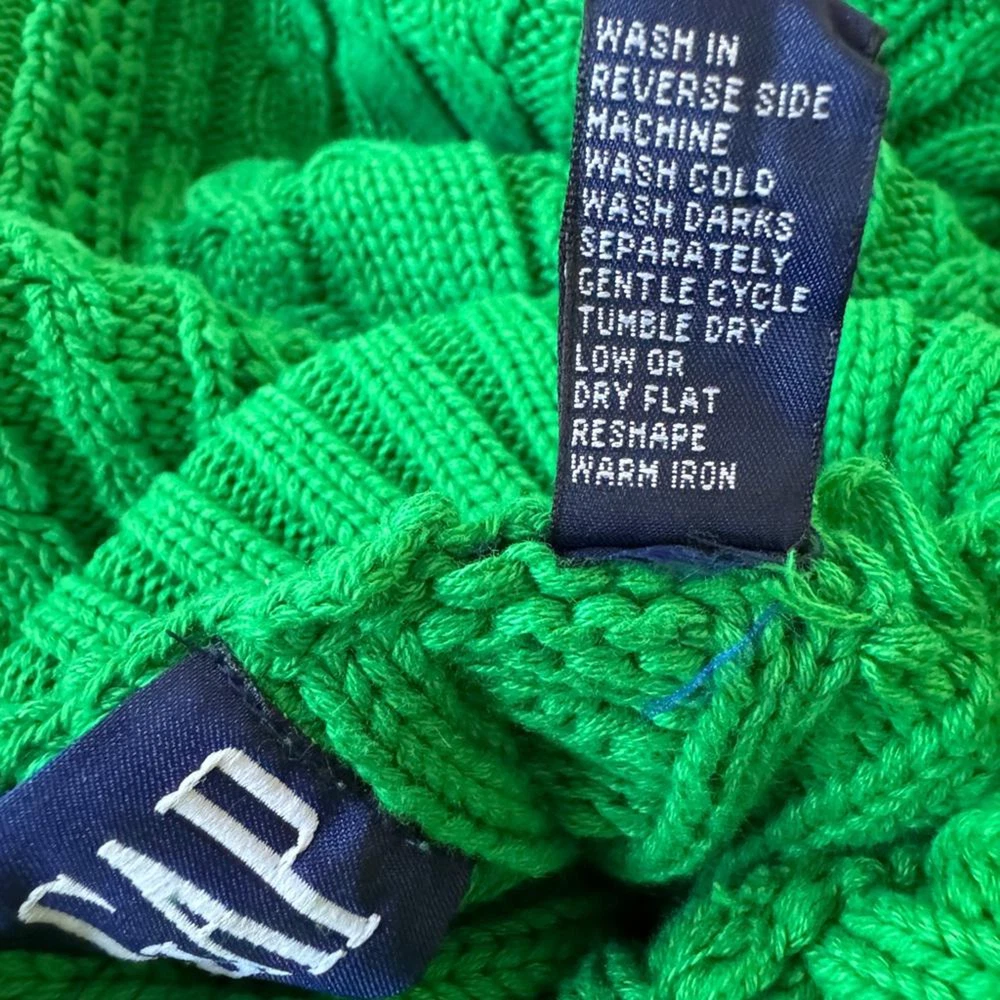 WASH IN
REVERSE SIDE
MACHINE
WASH COLD
WASH DARKS
SEPARATELY
GENTLE CYCLE
TUMBLE DRY
LOW OR
DRY FLAT
RESHAPE
WARM IRON
GAP